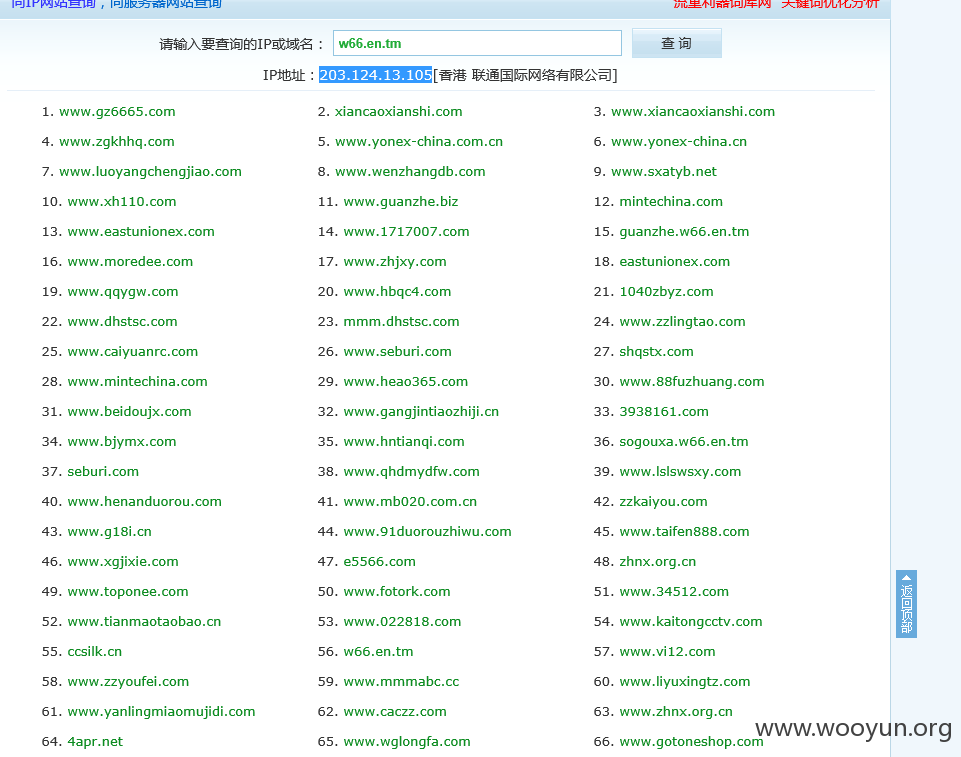 同IP网站查询，同服务器网站查询 流量利器词库网 关键词优化分析
请输入要查询的IP或域名： w66.en.tm 查 询
IP地址：203.124.13.105[香港 联通国际网络有限公司]
1. www.gz6665.com 2. xiancaoxianshi.com 3. www.xiancaoxianshi.com
4. www.zgkhhq.com 5. www.yonex-china.com.cn 6. www.yonex-china.cn
7. www.luoyangchengjiao.com 8. www.wenzhangdb.com 9. www.sxatyb.net
10. www.xh110.com 11. www.guanzhe.biz 12. mintechina.com
13. www.eastunionex.com 14. www.1717007.com 15. guanzhe.w66.en.tm
16. www.moredee.com 17. www.zhjxy.com 18. eastunionex.com
19. www.qqygw.com 20. www.hbqc4.com 21. 1040zbyz.com
22. www.dhstsc.com 23. mmm.dhstsc.com 24. www.zzlingtao.com
25. www.caiyuanrc.com 26. www.seburi.com 27. shqstx.com
28. www.mintechina.com 29. www.heao365.com 30. www.88fuzhuang.com
31. www.beidoujx.com 32. www.gangjintiaozhiji.cn 33. 3938161.com
34. www.bjymx.com 35. www.hntianqi.com 36. sogouxa.w66.en.tm
37. seburi.com 38. www.qhdmydfw.com 39. www.lslswsxy.com
40. www.henanduorou.com 41. www.mb020.com.cn 42. zzkaiyou.com
43. www.g18i.cn 44. www.91duorouzhiwu.com 45. www.taifen888.com
46. www.xgjixie.com 47. e5566.com 48. zhnx.org.cn
49. www.toponee.com 50. www.fotork.com 51. www.34512.com
52. www.tianmaotaobao.cn 53. www.022818.com 54. www.kaitongcctv.com
55. ccsilk.cn 56. w66.en.tm 57. www.vi12.com
58. www.zzyoufei.com 59. www.mmmabc.cc 60. www.liyuxingtz.com
61. www.yanlingmiaomujidi.com 62. www.caczz.com 63. www.zhnx.org.cn
64. 4apr.net 65. www.wglongfa.com 66. www.gotoneshop.com
返回顶部
www.wooyun.org